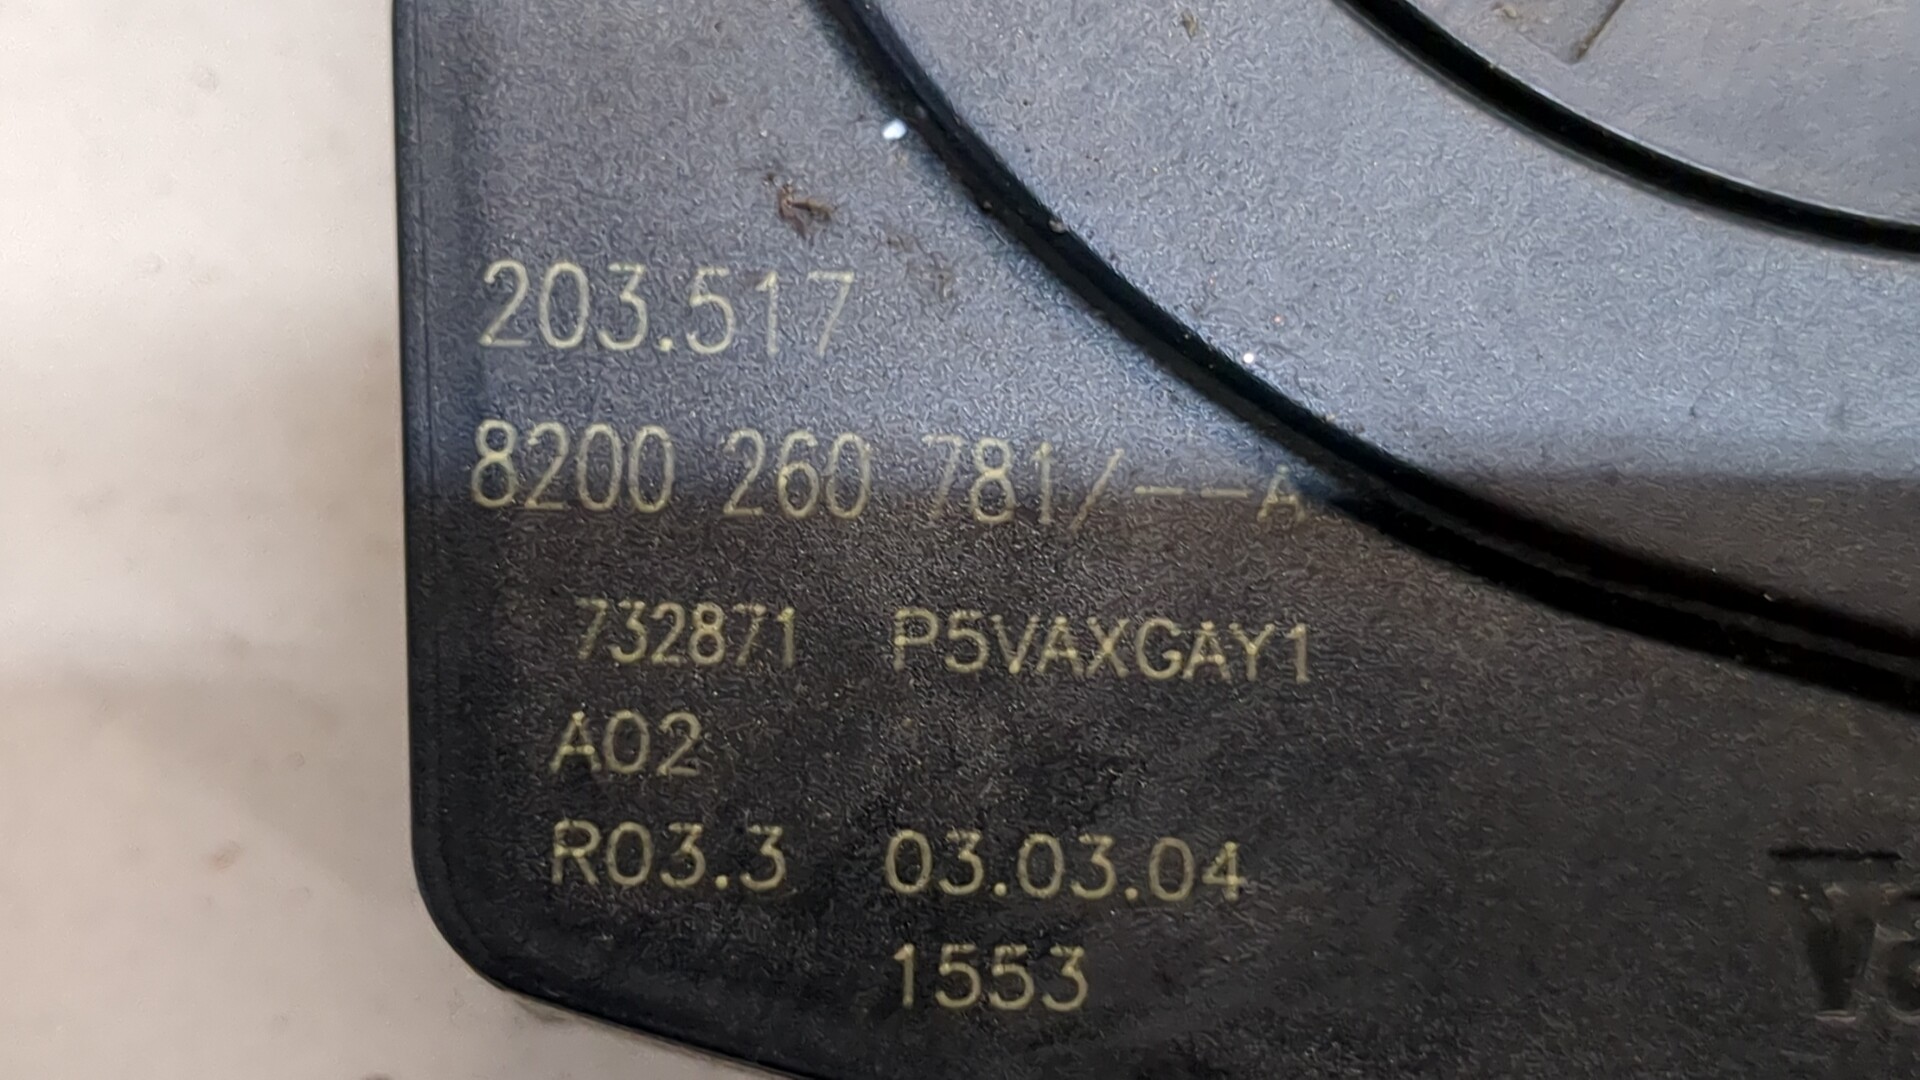 203.517
8200 260 781/--A
732871 P5VAXGAY1
A02
R03.3 03.03.04
1553